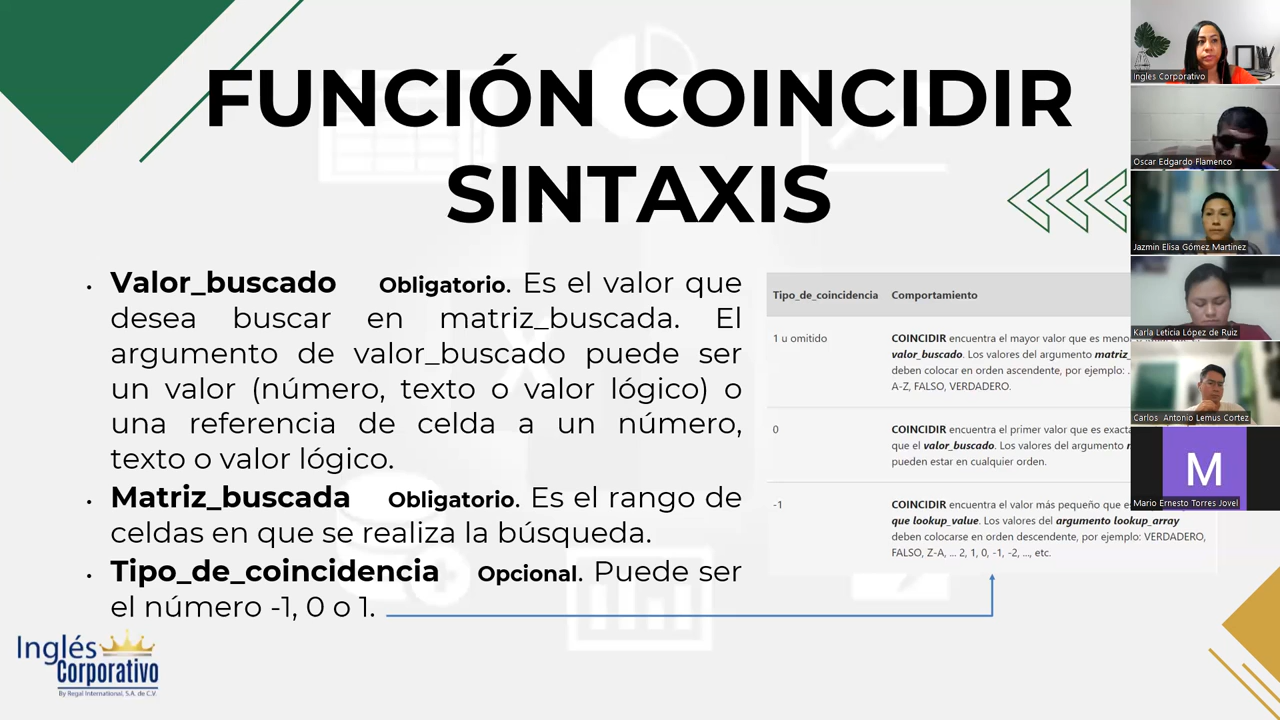 FUNCIÓN COINCIDIR
SINTAXIS
• Valor_buscado Obligatorio. Es el valor que
desea buscar en matriz_buscada. El
argumento de valor_buscado puede ser
un valor (número, texto o valor lógico) o
una referencia de celda a un número,
texto o valor lógico.
• Matriz_buscada Obligatorio. Es el rango de
celdas en que se realiza la búsqueda.
• Tipo_de_coincidencia Opcional. Puede ser
el número -1, 0 o 1.
Tipo_de_coincidencia Comportamiento
1 u omitido
COINCIDIR encuentra el mayor valor que es
valor_buscado. Los valores del argumento
deben colocar en orden ascendente, por ejemplo:
A-Z, FALSO, VERDADERO.
0
COINCIDIR encuentra el primer valor que es
que el valor_buscado. Los valores del argumento
pueden estar en cualquier orden.
-1
COINCIDIR encuentra el valor más pequeño que
que lookup_value. Los valores del argumento lookup_array
deben colocarse en orden descendente, por ejemplo: VERDADERO,
FALSO, Z-A, ... 2, 1, 0, -1, -2, ..., etc.
Inglés
Corporativo
By Regal International, S.A. de C.V.
Ingles Corporativo
Oscar Edgardo Flamenco
Jazmin Elisa Gómez Martinez
Karla Leticia López de Ruiz
Carlos Antonio Lemus Cortez
M
Mario Ernesto Torres Jovel